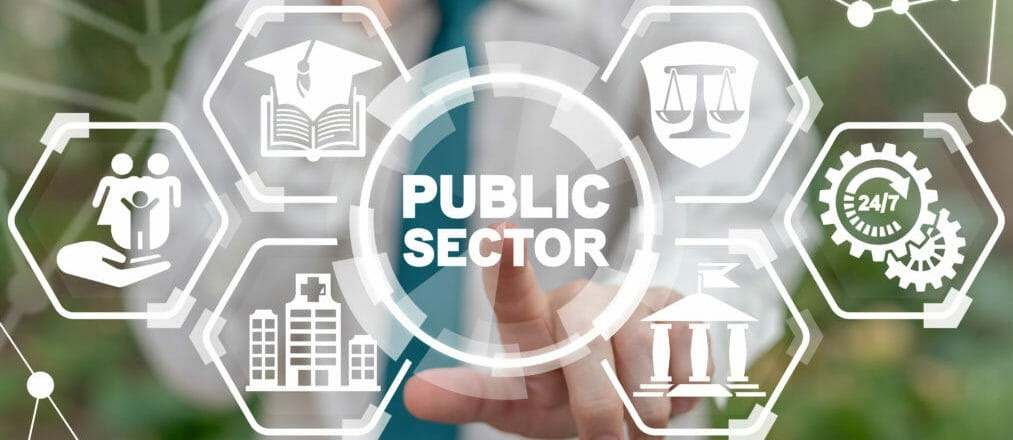 PUBLIC
SECTOR
24/7